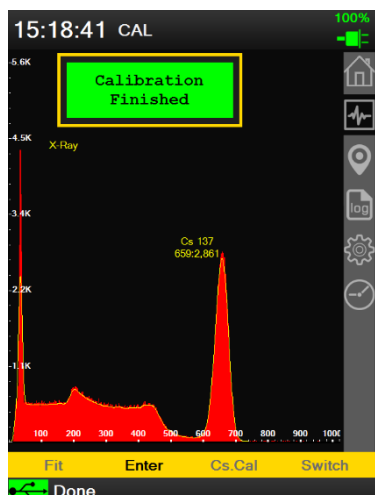 15:18:41 CAL
100%
Calibration
Finished
5.6K
4.5K
X-Ray
log
3.4K
Cs 137
659:2,861
2.2K
1.1K
100 200 300 400 500 600 700 800 900 100
Fit Enter Cs.Cal Switch
Done